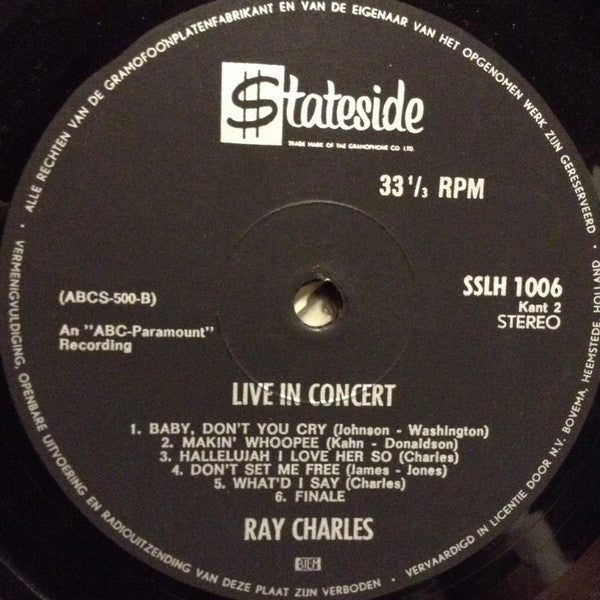 ALLE RECHTEN VAN DE GRAMOFOONPLATENFABRIKANT EN VAN DE EIGENAAR VAN HET OPGENOMEN WERK ZIJN GERESERVEERD
$tateside
TRADE MARK OF THE GRAMOPHONE CO. LTD.
33 1/3 RPM
(ABCS-500-B)
An "ABC-Paramount"
Recording
SSLH 1006
Kant 2
STEREO
LIVE IN CONCERT
1. BABY, DON'T YOU CRY (Johnson - Washington)
2. MAKIN' WHOOPEE (Kahn - Donaldson)
3. HALLELUJAH I LOVE HER SO (Charles)
4. DON'T SET ME FREE (James - Jones)
5. WHAT'D I SAY (Charles)
6. FINALE
RAY CHARLES
BIEM
• VERMENIGVULDIGING, OPENBARE UITVOERING EN RADIOUITZENDING VAN DEZE PLAAT ZIJN VERBODEN •
VERVAARDIGD IN LICENTIE DOOR N.V. BOVEMA, HEEMSTEDE, HOLLAND •